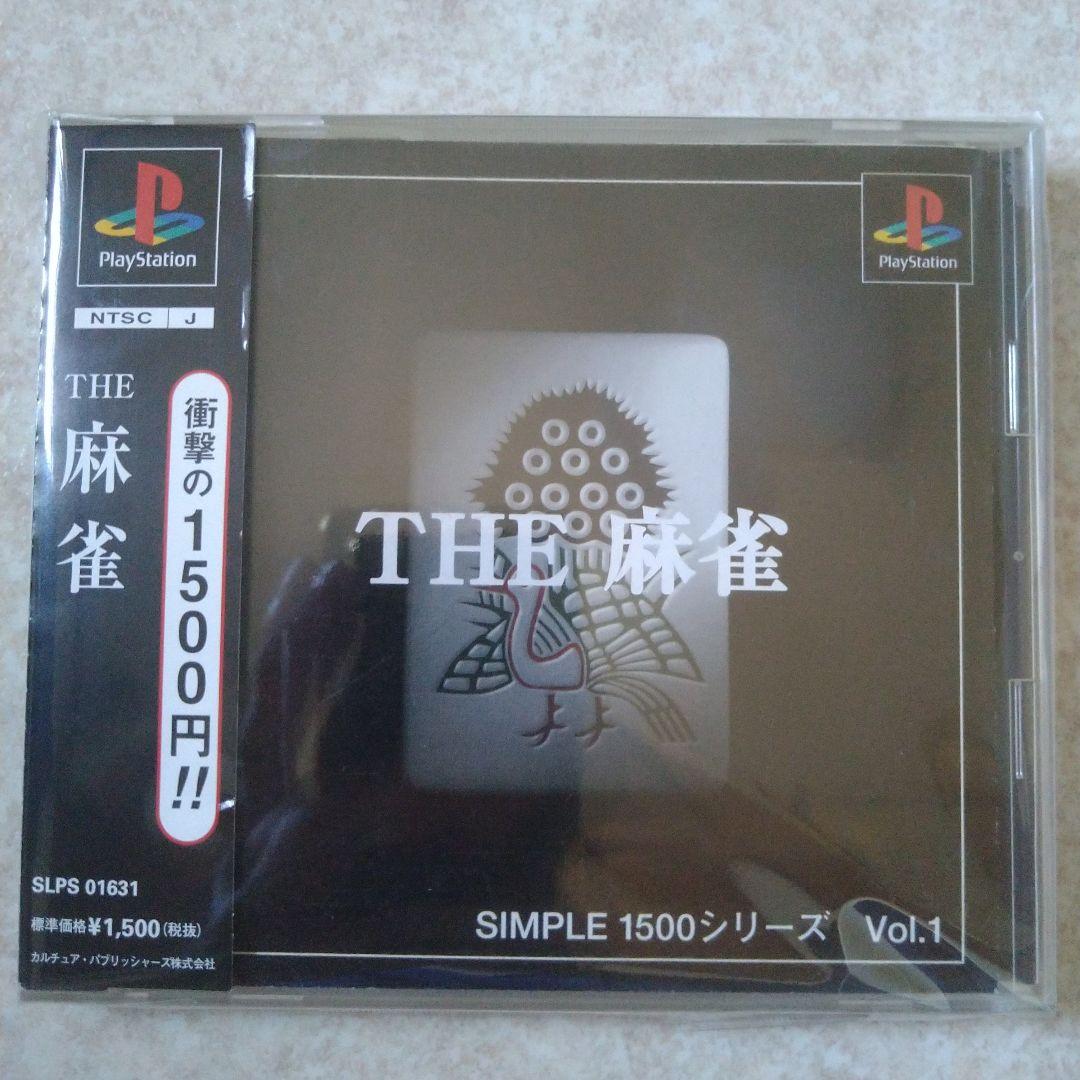 PlayStation
NTSC J
THE
麻雀
衝撃の1500円!!
SLPS 01631
標準価格¥1,500(税抜)
カルチュア・パブリッシャーズ株式会社
PlayStation
THE 麻雀
SIMPLE 1500シリーズ Vol.1